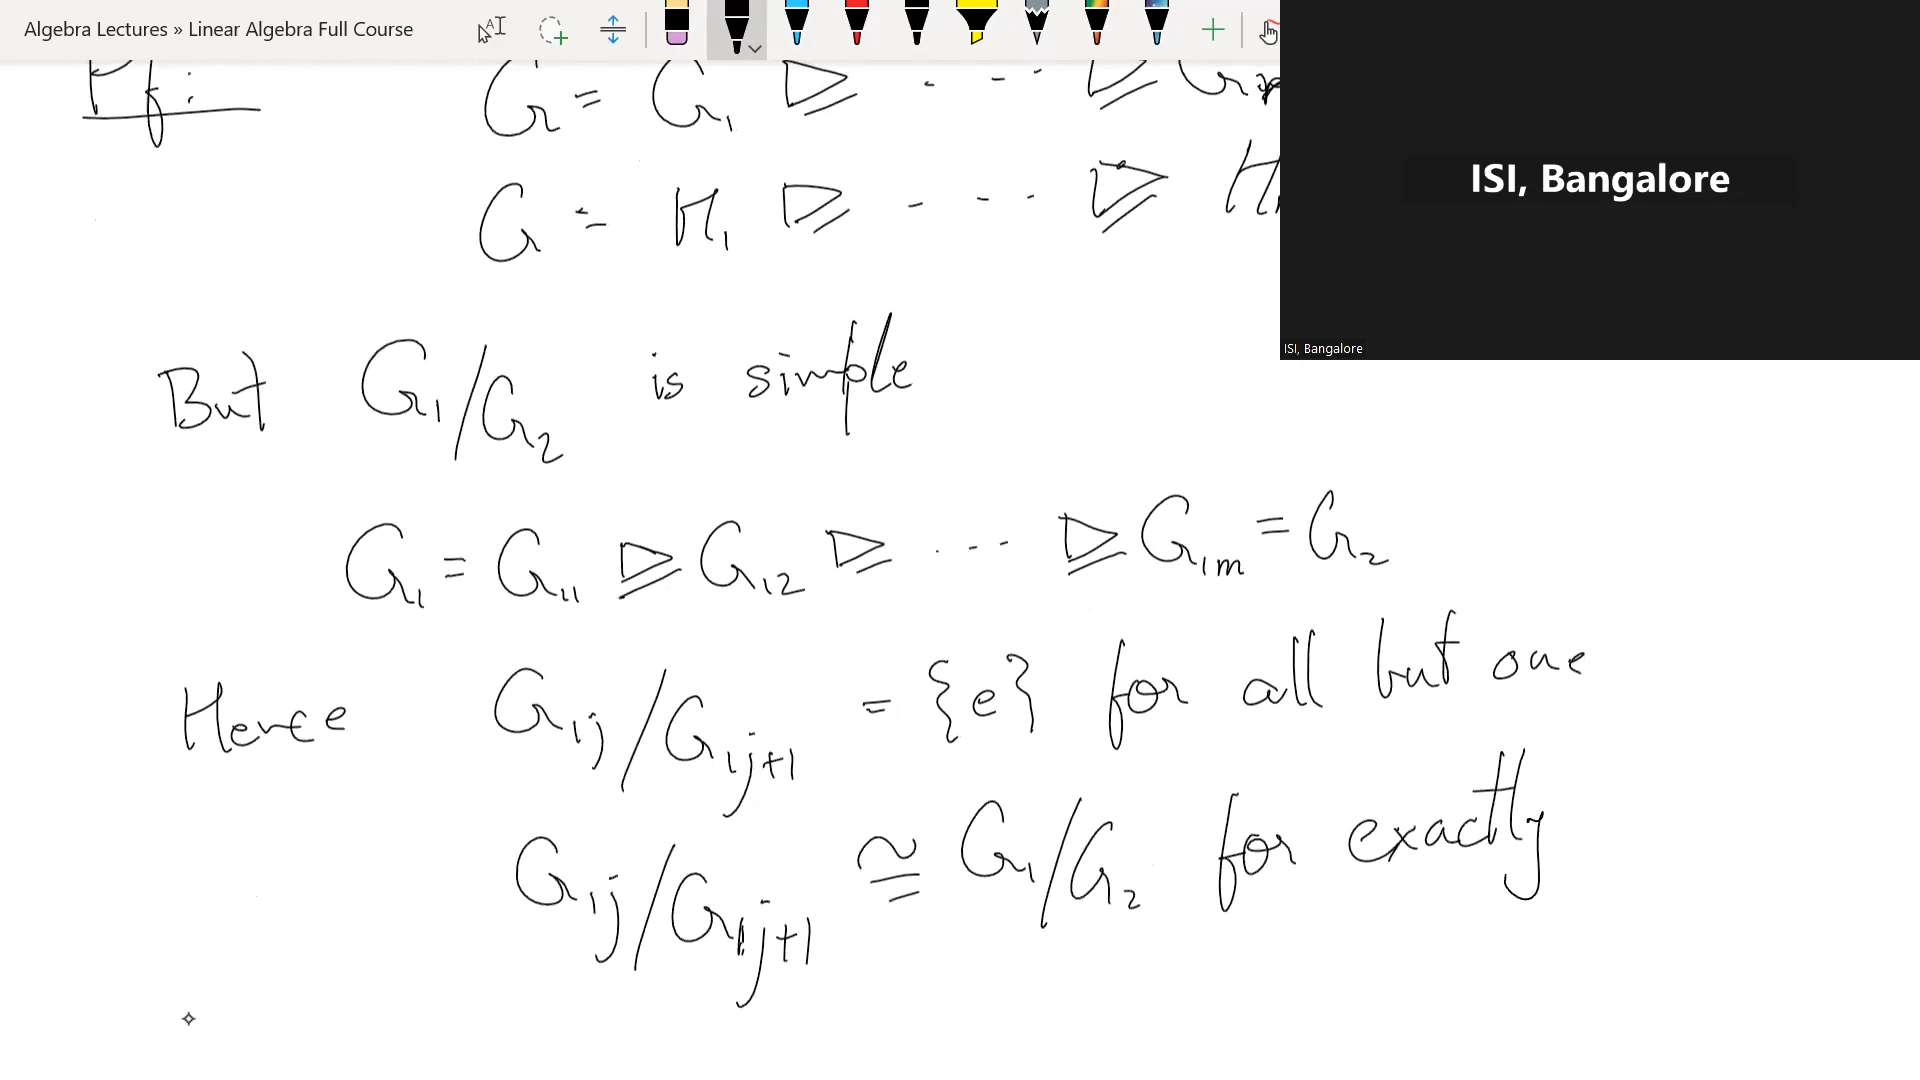 Algebra Lectures » Linear Algebra Full Course
ISI, Bangalore
ISI, Bangalore
Pf:
G = G₁ ⊵ - - - ⊵ G
G = H₁ ⊵ - - - ⊵ H
But G₁/G₂ is simple
G₁ = G₁₁ ⊵ G₁₂ ⊵ - - - ⊵ G₁ₘ = G₂
Hence G₁ⱼ/G₁ⱼ₊₁ = {e} for all but one
G₁ⱼ/G₁ⱼ₊₁ ≅ G₁/G₂ for exactly